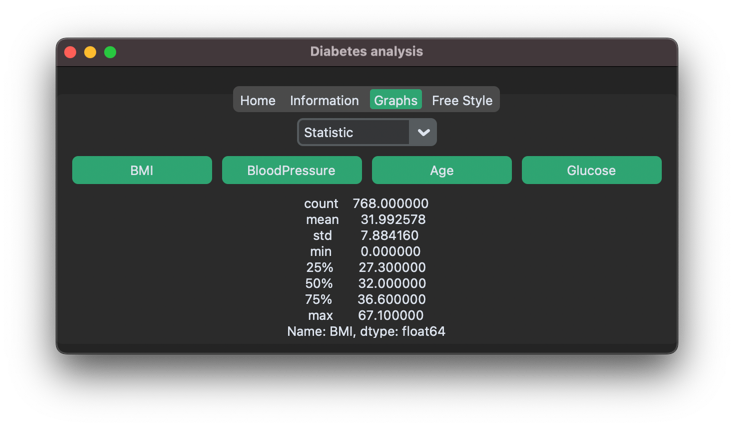 Diabetes analysis
Home Information Graphs Free Style
Statistic
BMI BloodPressure Age Glucose
count 768.000000
mean 31.992578
std 7.884160
min 0.000000
25% 27.300000
50% 32.000000
75% 36.600000
max 67.100000
Name: BMI, dtype: float64